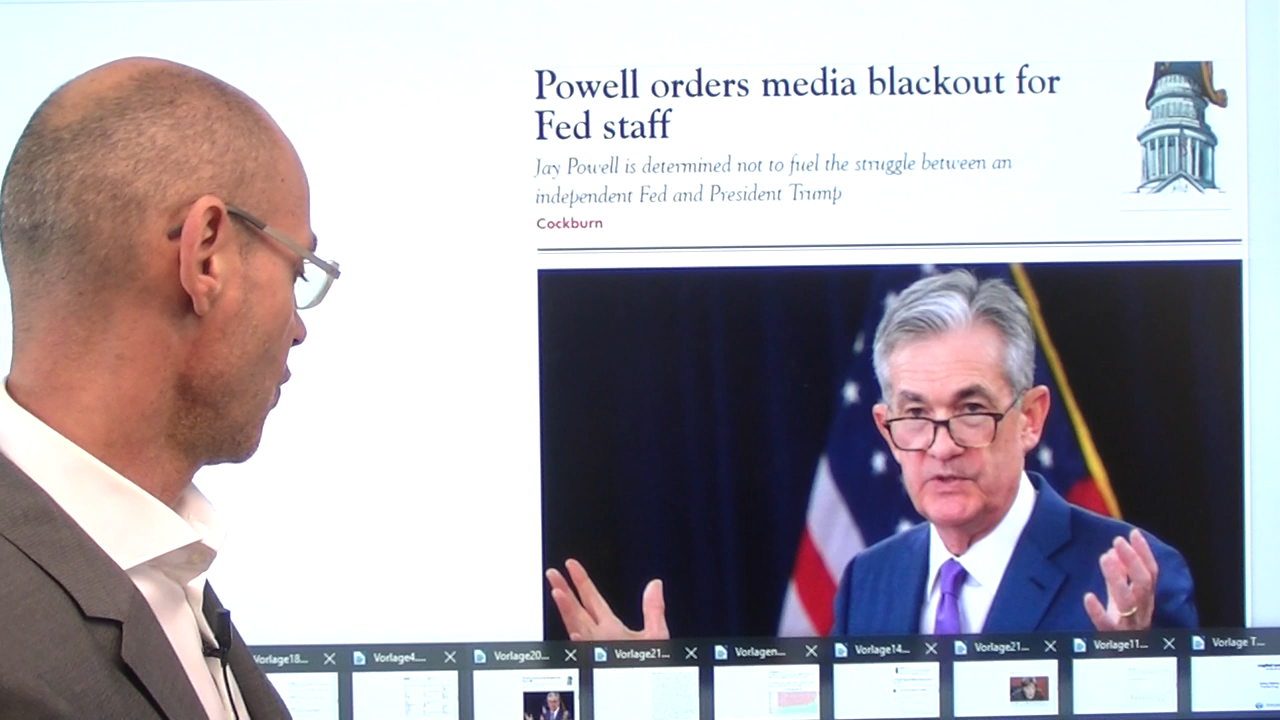 Powell orders media blackout for
Fed staff
Jay Powell is determined not to fuel the struggle between an
independent Fed and President Trump
Cockburn
Vorlage18...
Vorlage4....
Vorlage20...
Vorlage21...
Vorlagen...
Vorlage14...
Vorlage21...
Vorlage11...
Vorlage T...